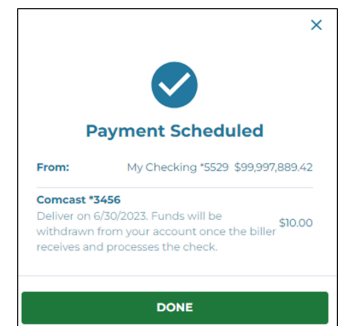 Payment Scheduled
From: My Checking *5529 $99,997,889.42
Comcast *3456
Deliver on 6/30/2023. Funds will be
withdrawn from your account once the biller $10.00
receives and processes the check.
DONE